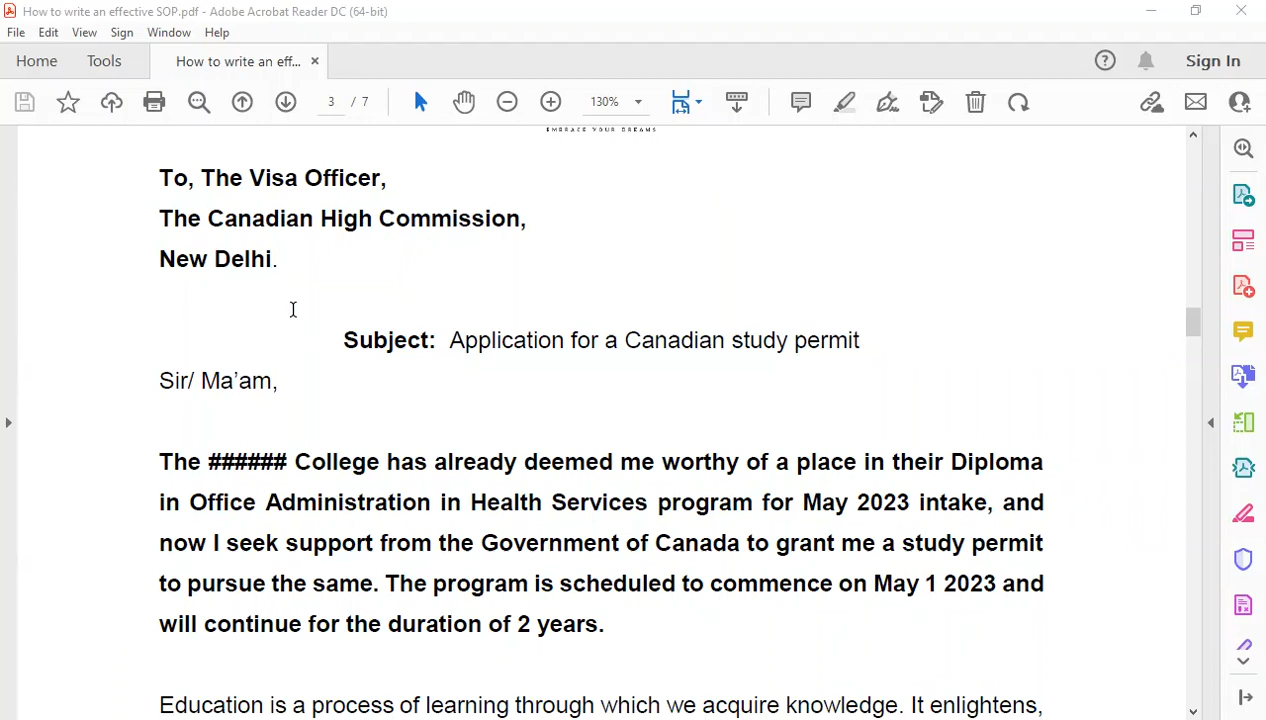 How to write an effective SOP.pdf - Adobe Acrobat Reader DC (64-bit)
File Edit View Sign Window Help
Home Tools How to write an eff... × Sign In
3 / 7 130%
EMBRACE YOUR DREAMS
To, The Visa Officer,
The Canadian High Commission,
New Delhi.
Subject: Application for a Canadian study permit
Sir/ Ma’am,
The ###### College has already deemed me worthy of a place in their Diploma
in Office Administration in Health Services program for May 2023 intake, and
now I seek support from the Government of Canada to grant me a study permit
to pursue the same. The program is scheduled to commence on May 1 2023 and
will continue for the duration of 2 years.
Education is a process of learning through which we acquire knowledge. It enlightens,